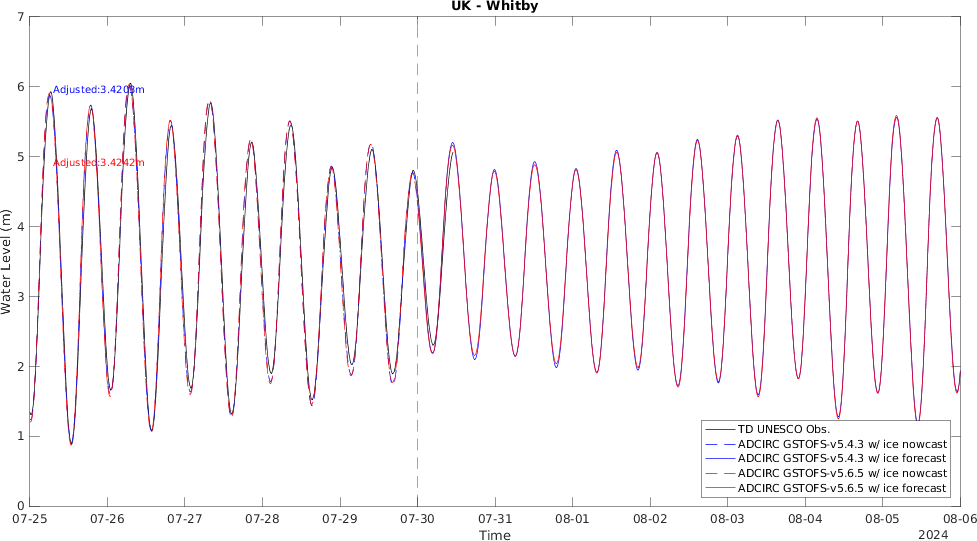 UK - Whitby
7
6
5
4
3
2
1
0
Water Level (m)
Adjusted:3.4203m
Adjusted:3.4242m
TD UNESCO Obs.
ADCIRC GSTOFS-v5.4.3 w/ ice nowcast
ADCIRC GSTOFS-v5.4.3 w/ ice forecast
ADCIRC GSTOFS-v5.6.5 w/ ice nowcast
ADCIRC GSTOFS-v5.6.5 w/ ice forecast
07-25 07-26 07-27 07-28 07-29 07-30 07-31 08-01 08-02 08-03 08-04 08-05 08-06
Time
2024